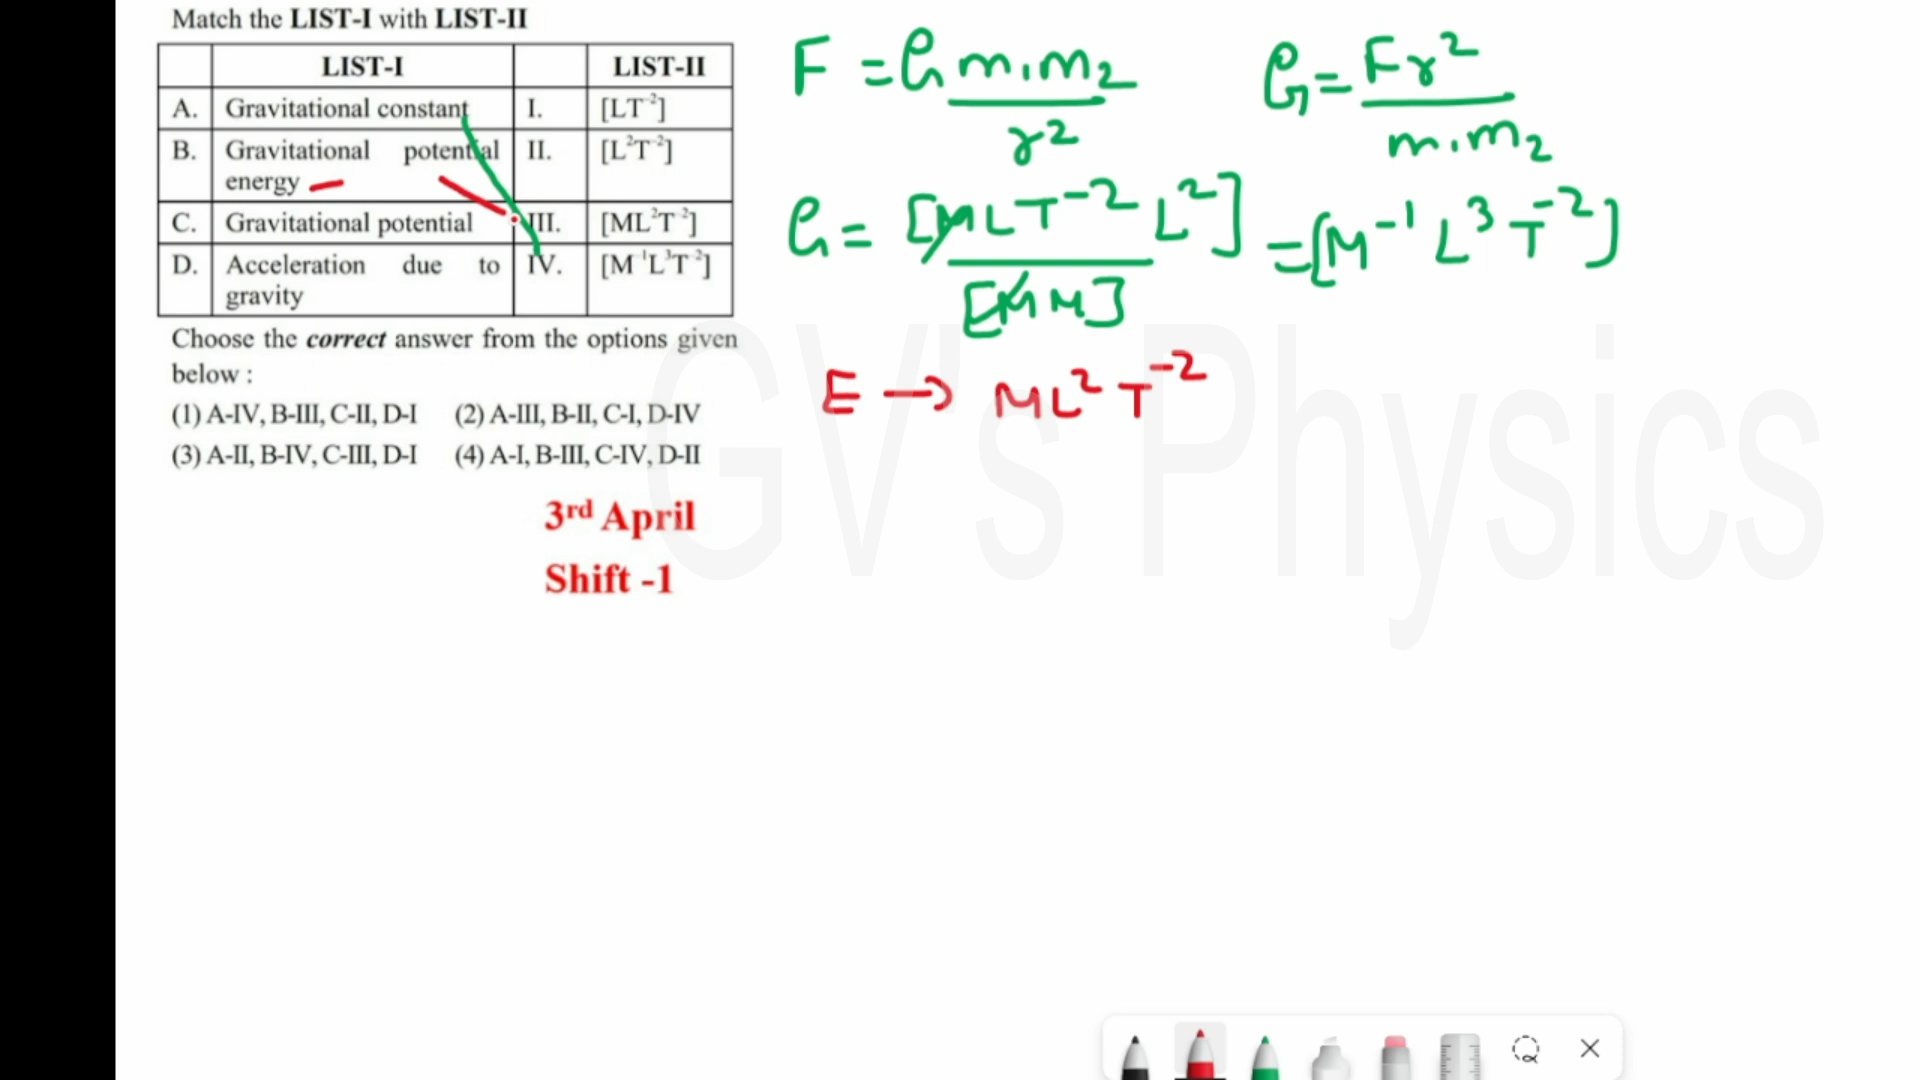 Match the LIST-I with LIST-II
LIST-I LIST-II
A. Gravitational constant I. [LT⁻²]
B. Gravitational potential energy II. [L²T⁻²]
C. Gravitational potential III. [ML²T⁻²]
D. Acceleration due to gravity IV. [M⁻¹L³T⁻²]
Choose the correct answer from the options given
below :
(1) A-IV, B-III, C-II, D-I (2) A-III, B-II, C-I, D-IV
(3) A-II, B-IV, C-III, D-I (4) A-I, B-III, C-IV, D-II
3rd April
Shift -1
F = G m₁m₂ / r²
G = Fr² / m₁m₂
G = [MLT⁻² L²] / [MM] = [M⁻¹ L³ T⁻²]
E → ML² T⁻²
GV's Physics